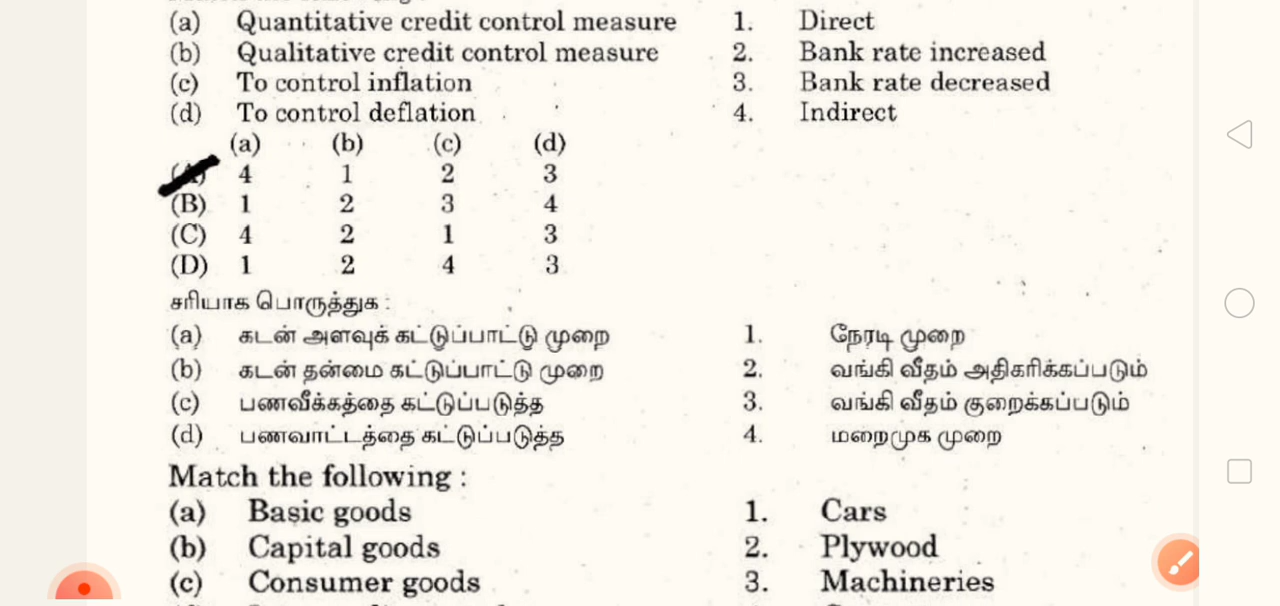 (a) Quantitative credit control measure 1. Direct
(b) Qualitative credit control measure 2. Bank rate increased
(c) To control inflation 3. Bank rate decreased
(d) To control deflation 4. Indirect
(a) (b) (c) (d)
(A) 4 1 2 3
(B) 1 2 3 4
(C) 4 2 1 3
(D) 1 2 4 3
சரியாக பொருத்துக :
(a) கடன் அளவுக் கட்டுப்பாட்டு முறை 1. நேரடி முறை
(b) கடன் தன்மை கட்டுப்பாட்டு முறை 2. வங்கி வீதம் அதிகரிக்கப்படும்
(c) பணவீக்கத்தை கட்டுப்படுத்த 3. வங்கி வீதம் குறைக்கப்படும்
(d) பணவாட்டத்தை கட்டுப்படுத்த 4. மறைமுக முறை
Match the following :
(a) Basic goods 1. Cars
(b) Capital goods 2. Plywood
(c) Consumer goods 3. Machineries